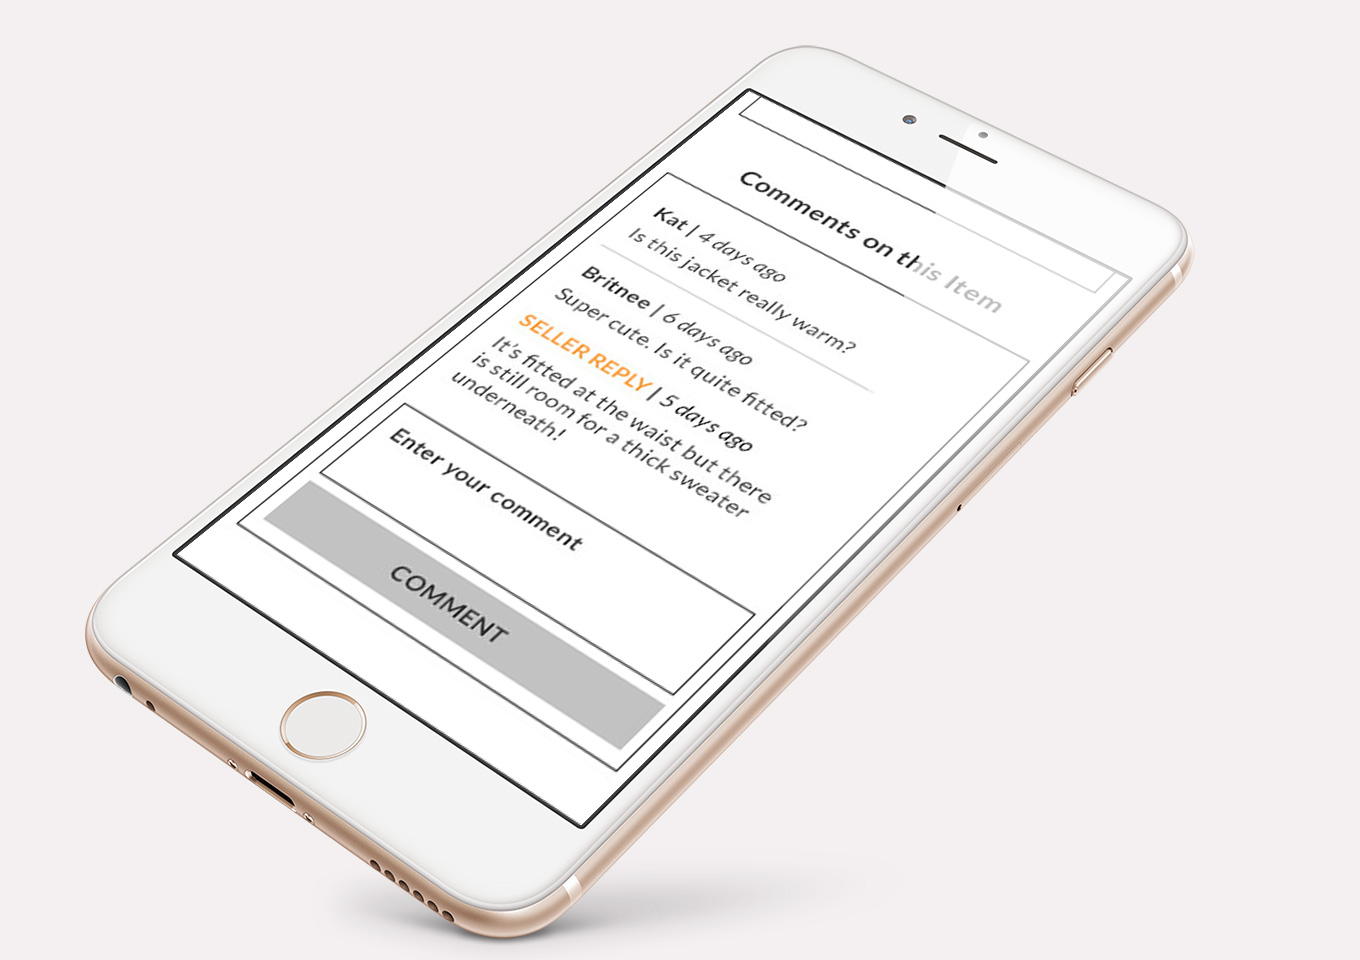 Comments on this Item
Kat | 4 days ago
Is this jacket really warm?
Britnee | 6 days ago
Super cute. Is it quite fitted?
SELLER REPLY | 5 days ago
It's fitted at the waist but there
is still room for a thick sweater
underneath!
Enter your comment
COMMENT